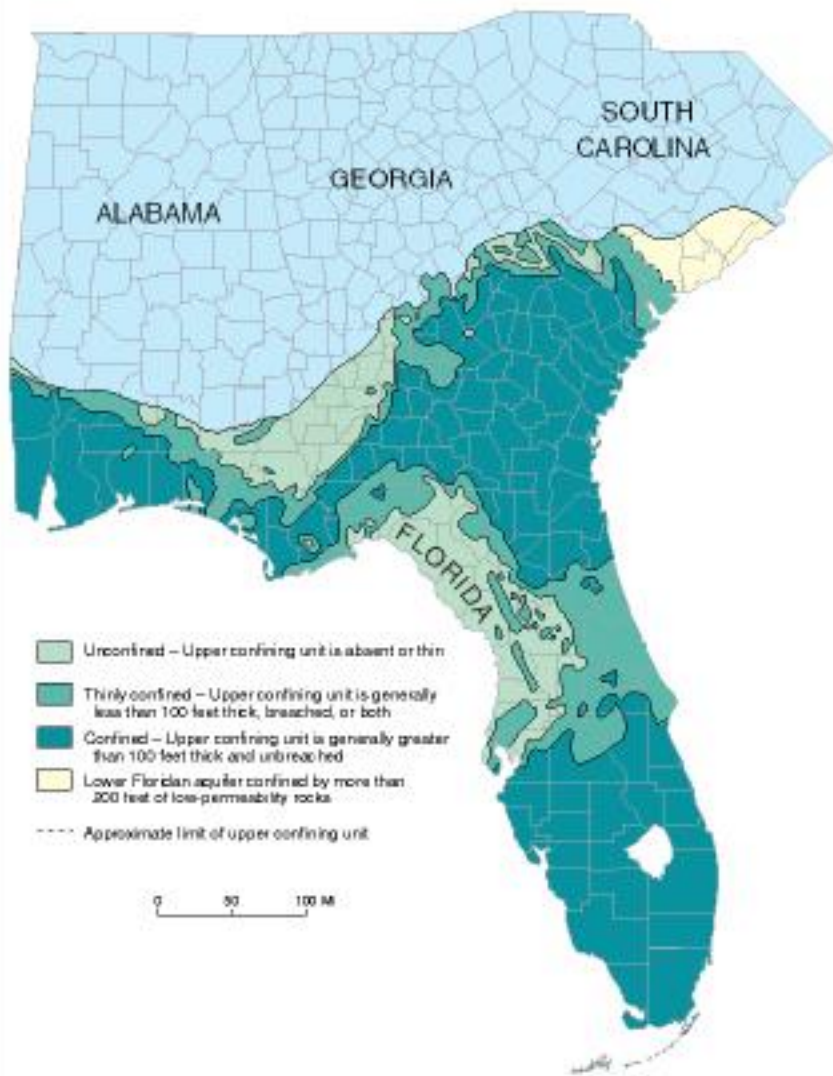 SOUTH
CAROLINA
GEORGIA
ALABAMA
FLORIDA
Unconfined – Upper confining unit is absent or thin
Thinly confined – Upper confining unit is generally
less than 100 feet thick, breached, or both
Confined – Upper confining unit is generally greater
than 100 feet thick and unbreached
Lower Floridan aquifer confined by more than
200 feet of low-permeability rocks
Approximate limit of upper confining unit
0 50 100 MI